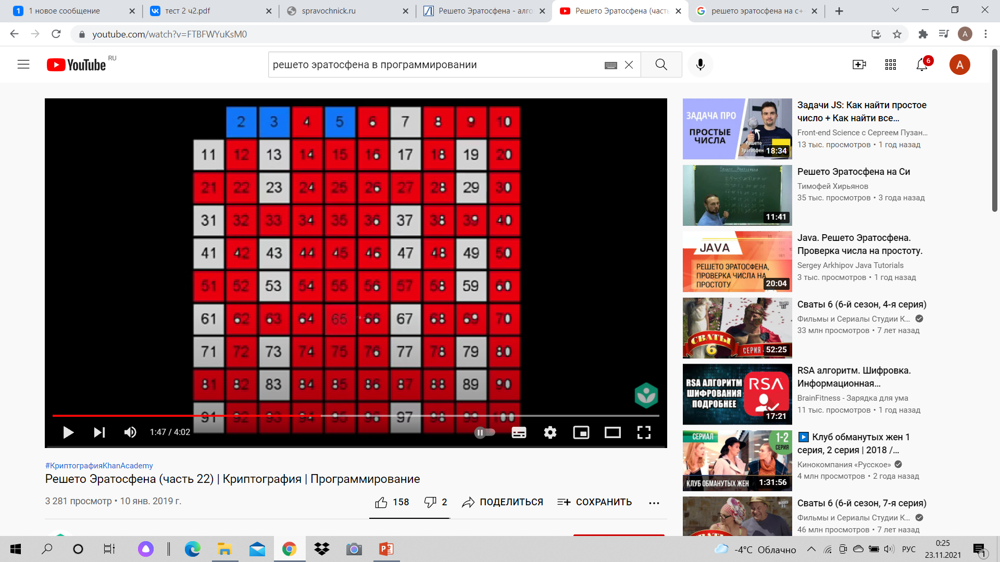 1 новое сообщение
тест 2 ч2.pdf
spravochnick.ru
Решето Эратосфена - алго
Решето Эратосфена (часть
решето эратосфена на с+
youtube.com/watch?v=FTBFWYuKsM0
A
YouTube RU
решето эратосфена в программировании
6
A
2 3 4 5 6 7 8 9 10
11 12 13 14 15 16 17 18 19 20
21 22 23 24 25 26 27 28 29 30
31 32 33 34 35 36 37 38 39 40
41 42 43 44 45 46 47 48 49 50
51 52 53 54 55 56 57 58 59 60
61 62 63 64 65 66 67 68 69 70
71 72 73 74 75 76 77 78 79 80
81 82 83 84 85 86 87 88 89 90
91 92 93 94 95 96 97 98 99 100
1:47 / 4:02
#КриптографияKhanAcademy
Решето Эратосфена (часть 22) | Криптография | Программирование
3 281 просмотр • 10 янв. 2019 г.
158
2
ПОДЕЛИТЬСЯ
СОХРАНИТЬ
ЗАДАЧА ПРО
ПРОСТЫЕ
ЧИСЛА
Решето
Эратосфен
18:34
Задачи JS: Как найти простое
число + Как найти все...
Front-end Science с Сергеем Пузан...
13 тыс. просмотров • 1 год назад
11:41
Решето Эратосфена на Си
Тимофей Хирьянов
35 тыс. просмотров • 3 года назад
JAVA
РЕШЕТО ЭРАТОСФЕНА,
ПРОВЕРКА ЧИСЛА НА
ПРОСТОТУ
20:04
Java. Решето Эратосфена.
Проверка числа на простоту.
Sergey Arkhipov Java Tutorials
3 тыс. просмотров • 1 год назад
СВАТЫ
6
СЕРИЯ
52:25
Сваты 6 (6-й сезон, 4-я серия)
Фильмы и Сериалы Студии К...
33 млн просмотров • 7 лет назад
RSA АЛГОРИТМ
ШИФРОВАНИЯ
ПОДРОБНЕЕ
RSA
17:21
RSA алгоритм. Шифровка.
Информационная...
BrainFitness - Зарядка для ума
11 тыс. просмотров • 1 год назад
СЕРИАЛ
1-2
СЕРИЯ
КЛУБ ОБМАНУТЫХ ЖЕН
1:31:56
Клуб обманутых жен 1
серия, 2 серия | 2018 /...
Кинокомпания «Русское»
4 млн просмотров • 2 года назад
Сваты 6 (6-й сезон, 7-я серия)
Фильмы и Сериалы Студии К...
46 млн просмотров • 7 лет назад
-4°C Облачно
РУС
0:25
23.11.2021
1